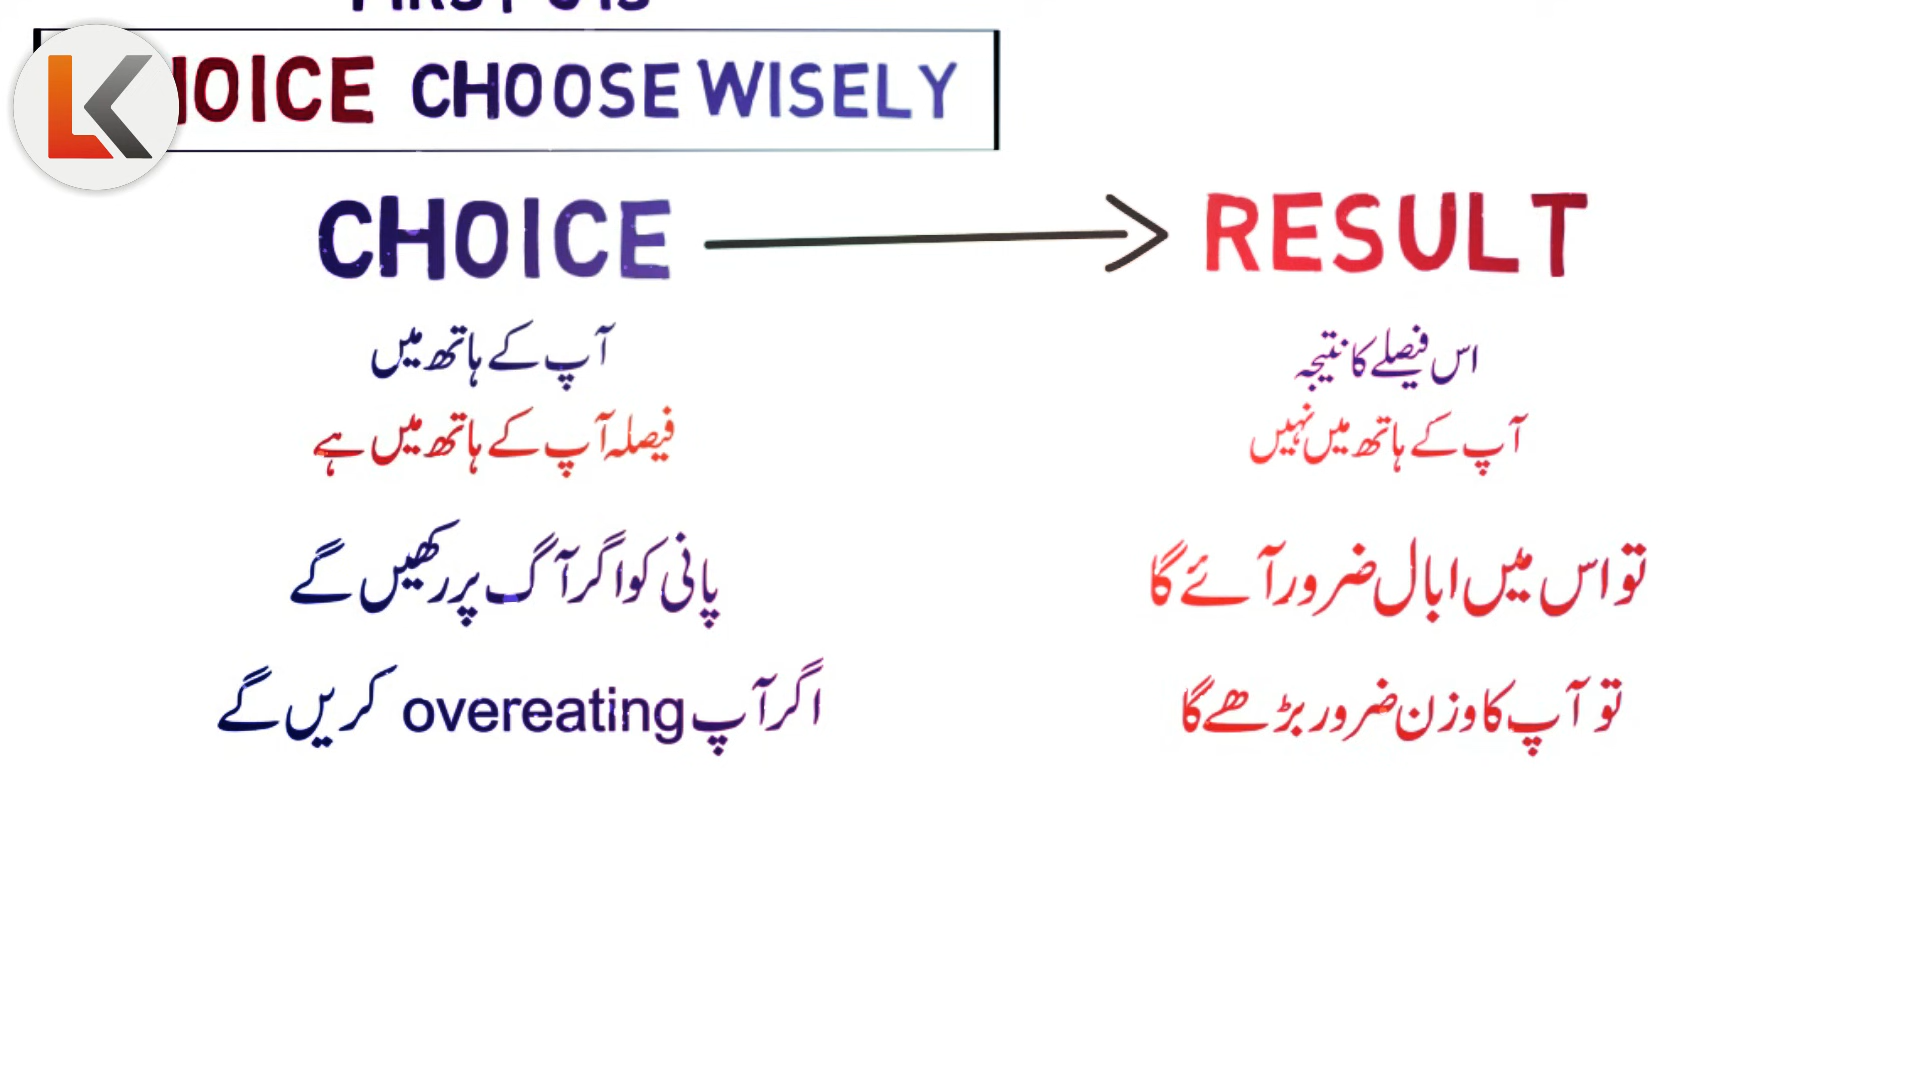 CHOICE CHOOSE WISELY
CHOICE
RESULT
آپ کے ہاتھ میں
اس فیصلے کا نتیجہ
فیصلہ آپ کے ہاتھ میں ہے
آپ کے ہاتھ میں نہیں
پانی کو اگر آگ پر رکھیں گے
تو اس میں ابال ضرور آئے گا
اگر آپ overeating کریں گے
تو آپ کا وزن ضرور بڑھے گا